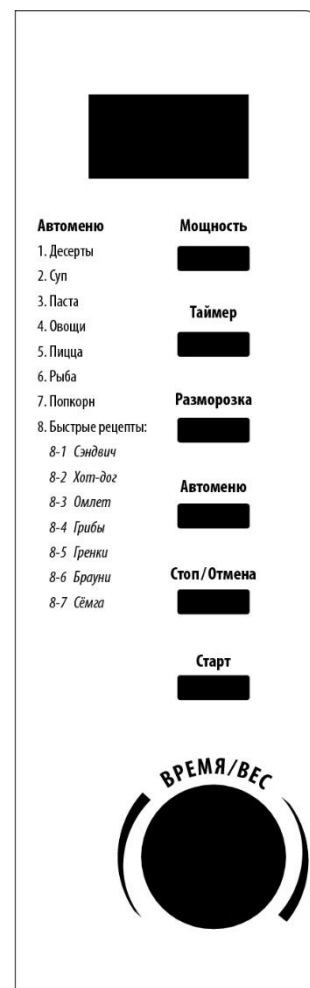 Автоменю
1. Десерты
2. Суп
3. Паста
4. Овощи
5. Пицца
6. Рыба
7. Попкорн
8. Быстрые рецепты:
8-1 Сэндвич
8-2 Хот-дог
8-3 Омлет
8-4 Грибы
8-5 Гренки
8-6 Брауни
8-7 Сёмга
Мощность
Таймер
Разморозка
Автоменю
Стоп/Отмена
Старт
ВРЕМЯ/ВЕС